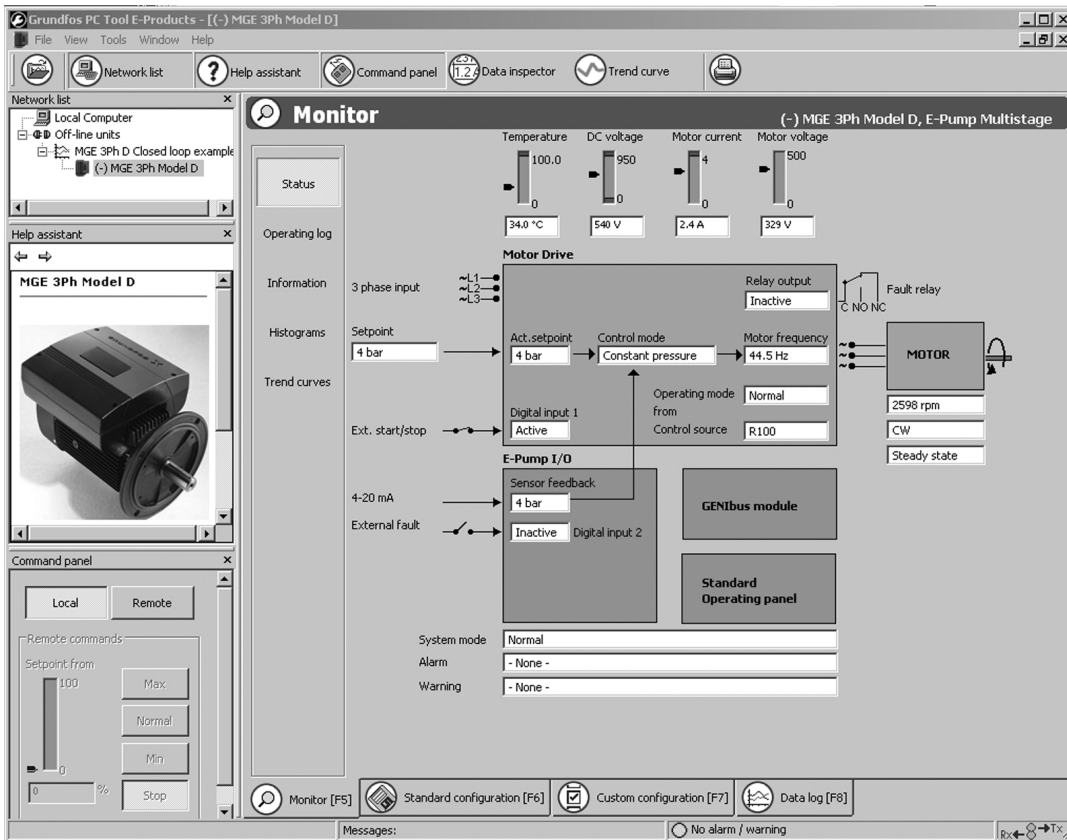 Grundfos PC Tool E-Products - [(-) MGE 3Ph Model D]
File View Tools Window Help
Network list
Help assistant
Command panel
Data inspector
Trend curve
Network list
Local Computer
Off-line units
MGE 3Ph D Closed loop example
(-) MGE 3Ph Model D
Help assistant
MGE 3Ph Model D
Command panel
Local
Remote
Remote commands
Setpoint from
100
0
0 %
Max
Normal
Min
Stop
Monitor
(-) MGE 3Ph Model D, E-Pump Multistage
Status
Operating log
Information
Histograms
Trend curves
Temperature DC voltage Motor current Motor voltage
100.0 950 4 500
0 0 0 0
34.0 °C 540 V 2.4 A 329 V
Motor Drive
3 phase input
~L1
~L2
~L3
Relay output
Inactive
Fault relay
C NO NC
Setpoint
4 bar
Act.setpoint
4 bar
Control mode
Constant pressure
Motor frequency
44.5 Hz
~
~
~
MOTOR
2598 rpm
CW
Steady state
Operating mode
Normal
from
Control source
R100
Ext. start/stop
Digital input 1
Active
E-Pump I/O
Sensor feedback
4-20 mA
4 bar
External fault
Inactive
Digital input 2
GENIbus module
Standard
Operating panel
System mode
Normal
Alarm
- None -
Warning
- None -
Monitor [F5]
Standard configuration [F6]
Custom configuration [F7]
Data log [F8]
Messages:
No alarm / warning
Rx
Tx